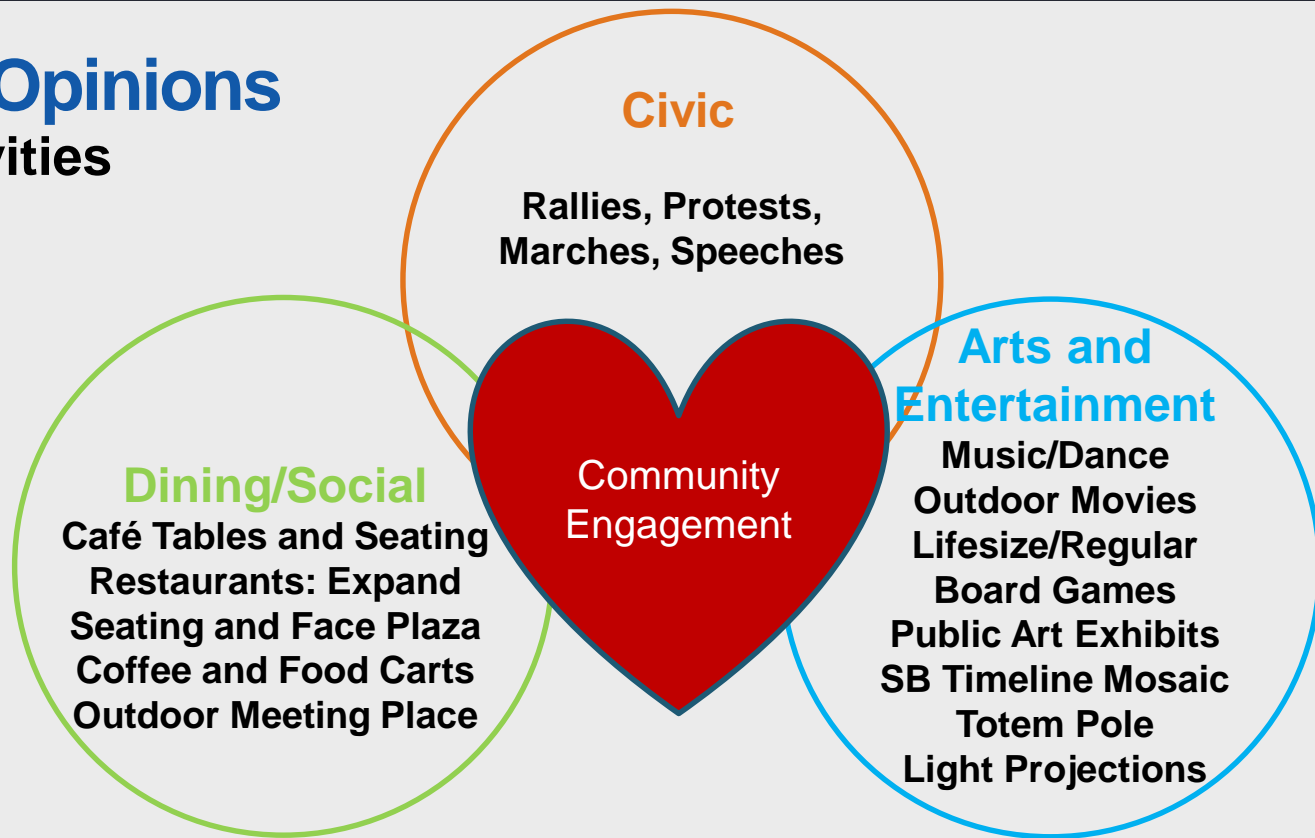 Opinions
vities
Civic
Rallies, Protests,
Marches, Speeches
Dining/Social
Café Tables and Seating
Restaurants: Expand
Seating and Face Plaza
Coffee and Food Carts
Outdoor Meeting Place
Community
Engagement
Arts and
Entertainment
Music/Dance
Outdoor Movies
Lifesize/Regular
Board Games
Public Art Exhibits
SB Timeline Mosaic
Totem Pole
Light Projections